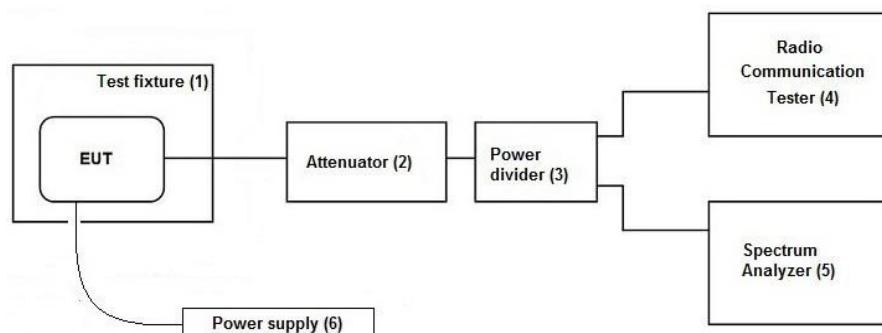 Test fixture (1)
EUT
Attenuator (2)
Power
divider (3)
Radio
Communication
Tester (4)
Spectrum
Analyzer (5)
Power supply (6)